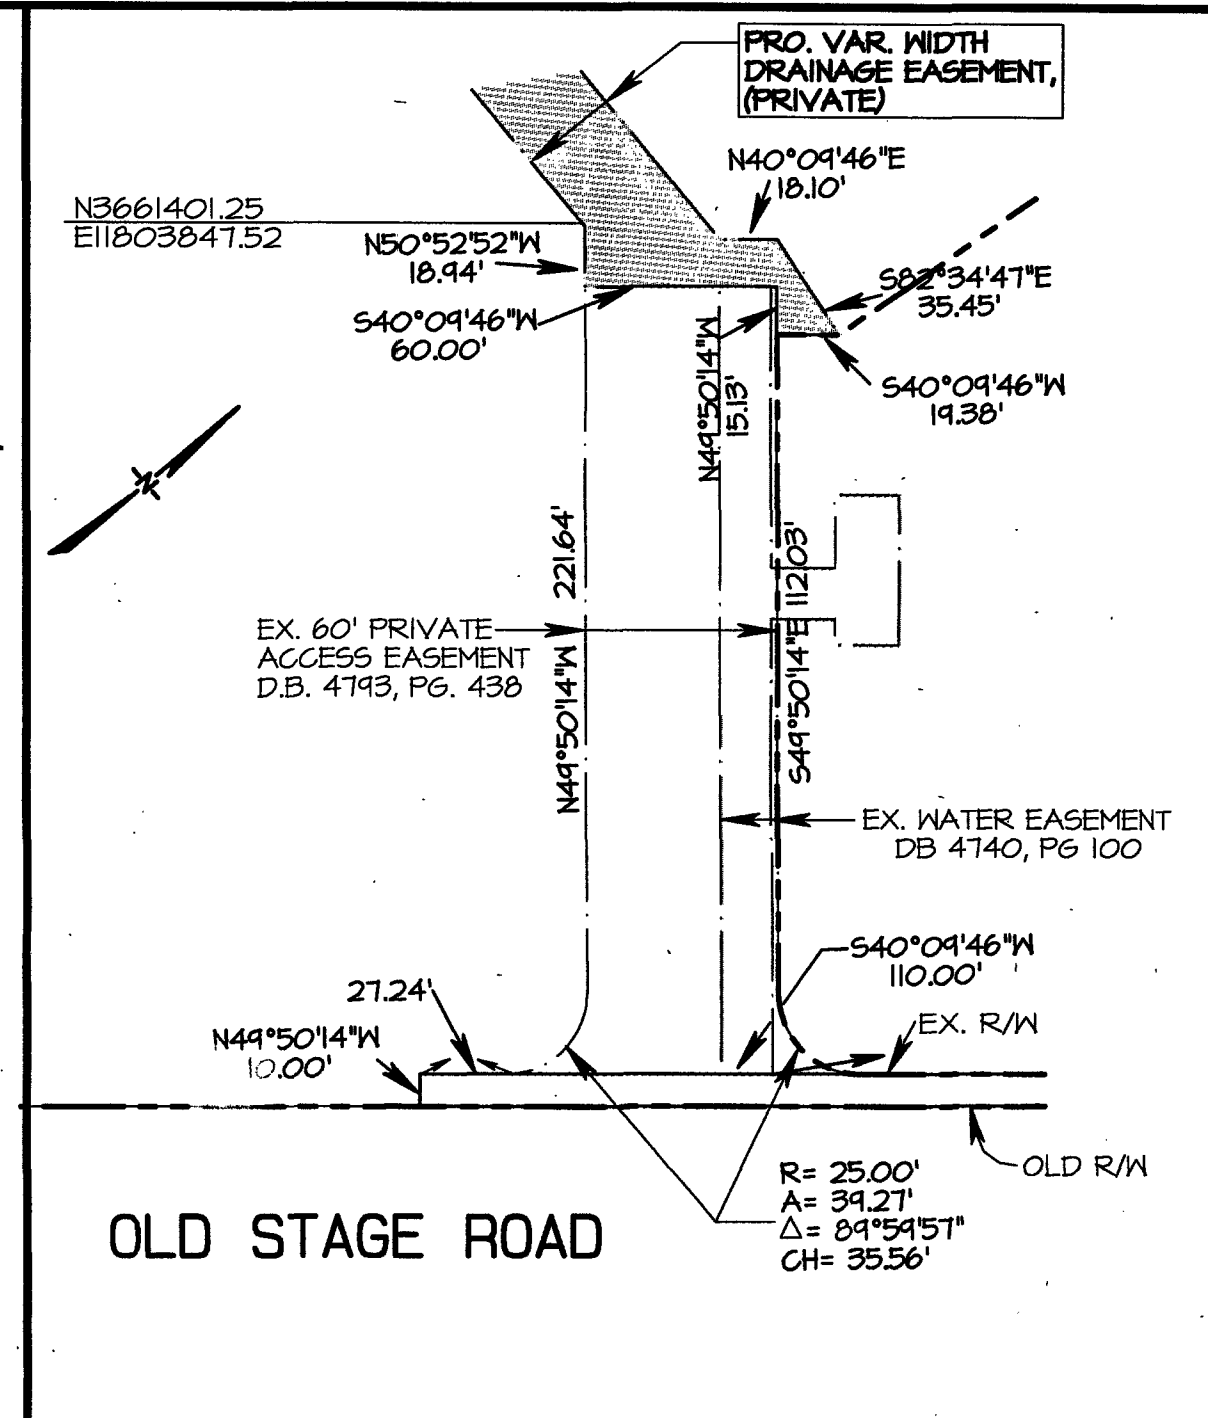 PRO. VAR. WIDTH
DRAINAGE EASEMENT,
(PRIVATE)
N40°09'46"E
18.10'
N3661401.25
E11803847.52
N50°52'52"W
18.94'
S82°34'47"E
35.45'
S40°09'46"W
60.00'
N49°50'14"W
15.13'
S40°09'46"W
19.38'
N
N49°50'14"W 221.64'
S49°50'14"E 112.03'
EX. 60' PRIVATE
ACCESS EASEMENT
D.B. 4793, PG. 438
EX. WATER EASEMENT
DB 4740, PG 100
S40°09'46"W
110.00'
27.24'
N49°50'14"W
10.00'
EX. R/W
OLD R/W
R= 25.00'
A= 39.27'
Δ= 89°59'57"
CH= 35.56'
OLD STAGE ROAD